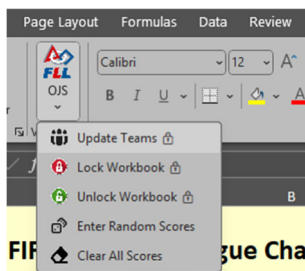 Page Layout Formulas Data Review
FLL
OJS
Calibri 12 A^
B I U A
Update Teams
Lock Workbook
Unlock Workbook
Enter Random Scores
Clear All Scores
B
FI gue Cha